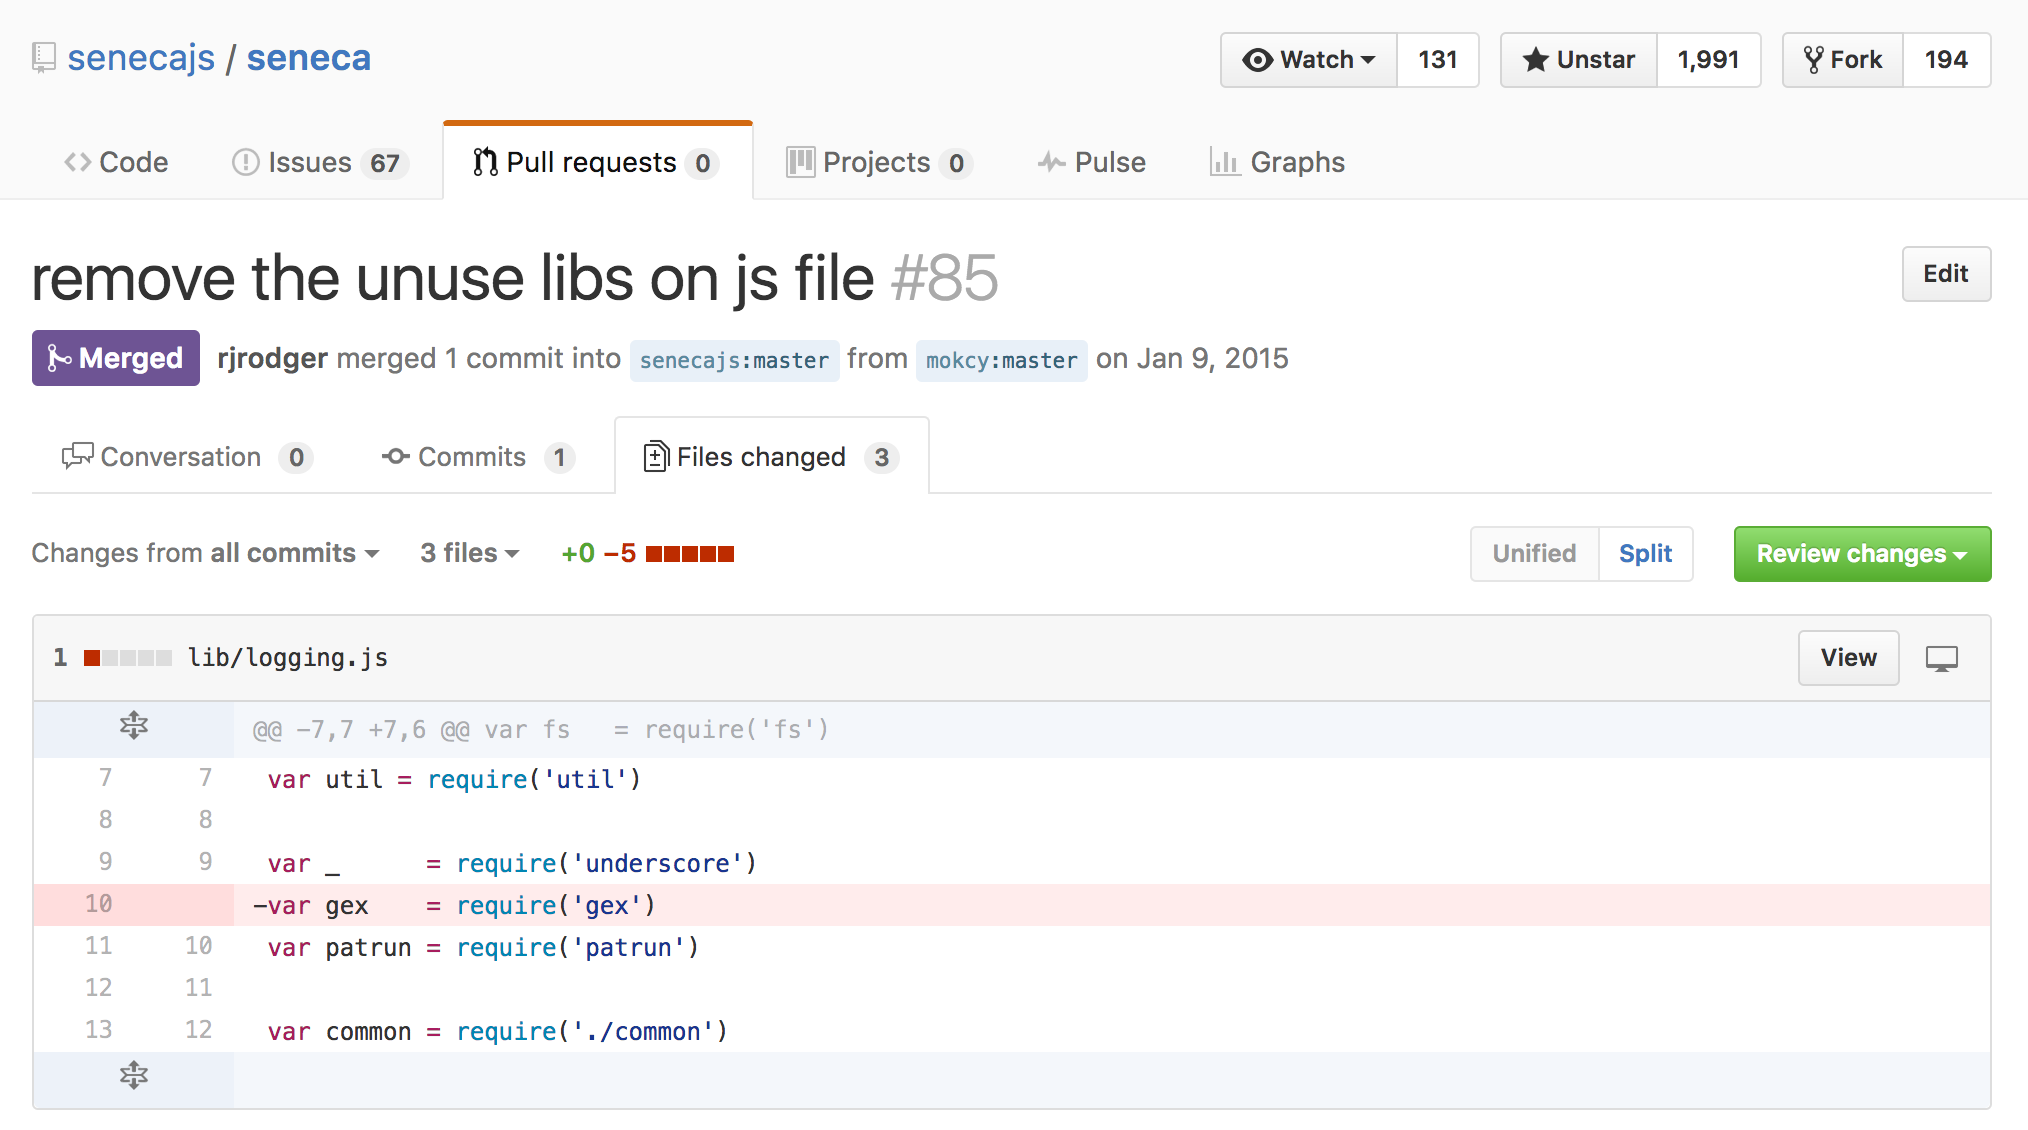 senecajs / seneca
Watch 131 Unstar 1,991 Fork 194
Code Issues 67 Pull requests 0 Projects 0 Pulse Graphs
remove the unuse libs on js file #85
Edit
Merged rjrodger merged 1 commit into senecajs:master from mokcy:master on Jan 9, 2015
Conversation 0 Commits 1 Files changed 3
Changes from all commits 3 files +0 −5
Unified Split Review changes
1 lib/logging.js View
@@ −7,7 +7,6 @@ var fs   = require('fs')
7 7 var util = require('util')
8 8
9 9 var _      = require('underscore')
10 −var gex    = require('gex')
11 10 var patrun = require('patrun')
12 11
13 12 var common = require('./common')